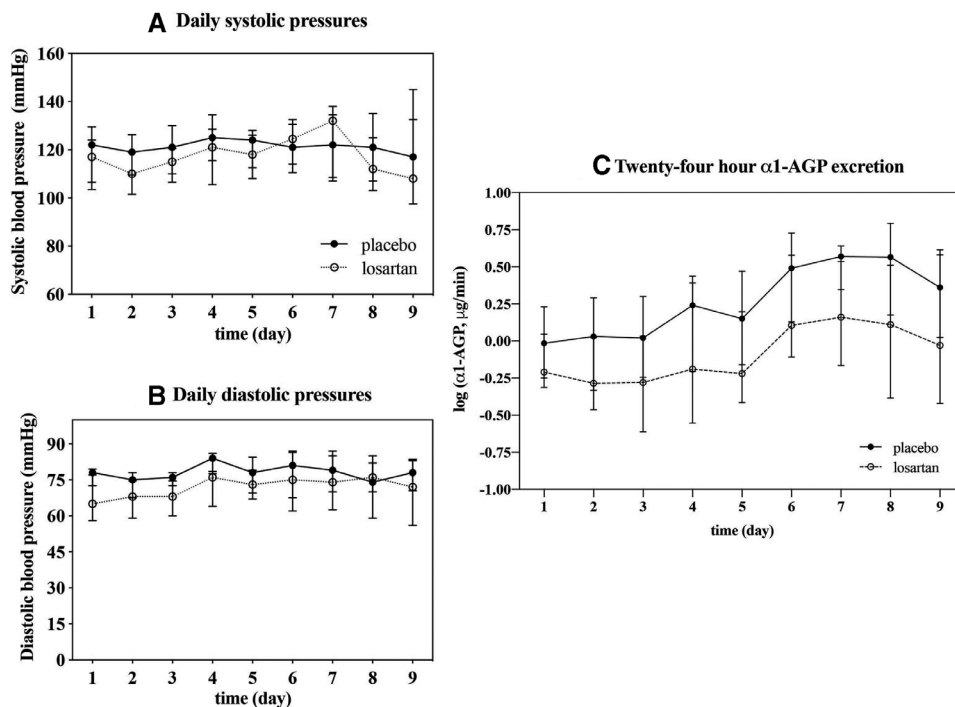 A Daily systolic pressures
Systolic blood pressure (mmHg)
160
140
120
100
80
60
placebo
losartan
1 2 3 4 5 6 7 8 9
time (day)
B Daily diastolic pressures
Diastolic blood pressure (mmHg)
90
75
60
45
30
15
0
1 2 3 4 5 6 7 8 9
time (day)
C Twenty-four hour α1-AGP excretion
log (α1-AGP, μg/min)
1.00
0.75
0.50
0.25
0.00
-0.25
-0.50
-0.75
-1.00
placebo
losartan
1 2 3 4 5 6 7 8 9
time (day)